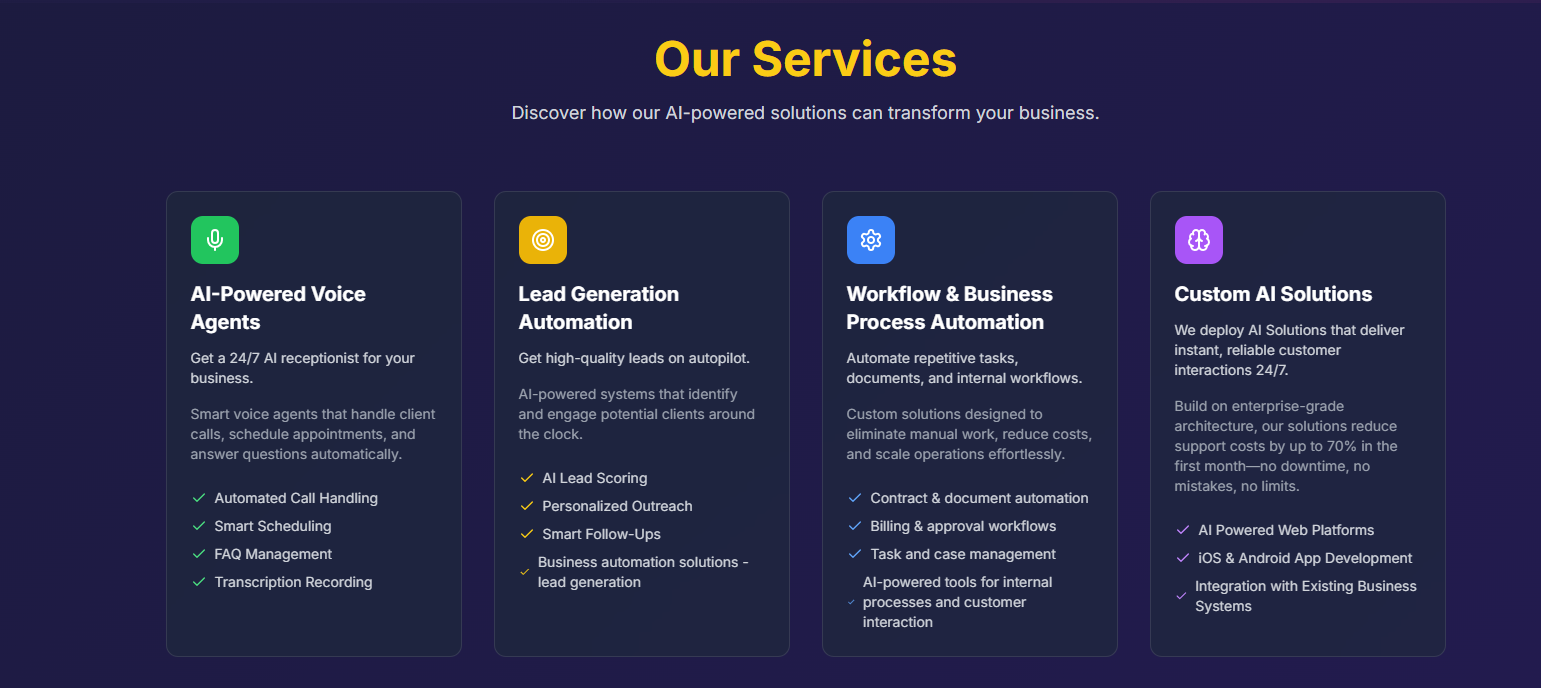 Our Services
Discover how our AI-powered solutions can transform your business.
AI-Powered Voice
Agents
Get a 24/7 AI receptionist for your
business.
Smart voice agents that handle client
calls, schedule appointments, and
answer questions automatically.
Automated Call Handling
Smart Scheduling
FAQ Management
Transcription Recording
Lead Generation
Automation
Get high-quality leads on autopilot.
AI-powered systems that identify
and engage potential clients around
the clock.
AI Lead Scoring
Personalized Outreach
Smart Follow-Ups
Business automation solutions -
lead generation
Workflow & Business
Process Automation
Automate repetitive tasks,
documents, and internal workflows.
Custom solutions designed to
eliminate manual work, reduce costs,
and scale operations effortlessly.
Contract & document automation
Billing & approval workflows
Task and case management
AI-powered tools for internal
processes and customer
interaction
Custom AI Solutions
We deploy AI Solutions that deliver
instant, reliable customer
interactions 24/7.
Build on enterprise-grade
architecture, our solutions reduce
support costs by up to 70% in the
first month—no downtime, no
mistakes, no limits.
AI Powered Web Platforms
iOS & Android App Development
Integration with Existing Business
Systems